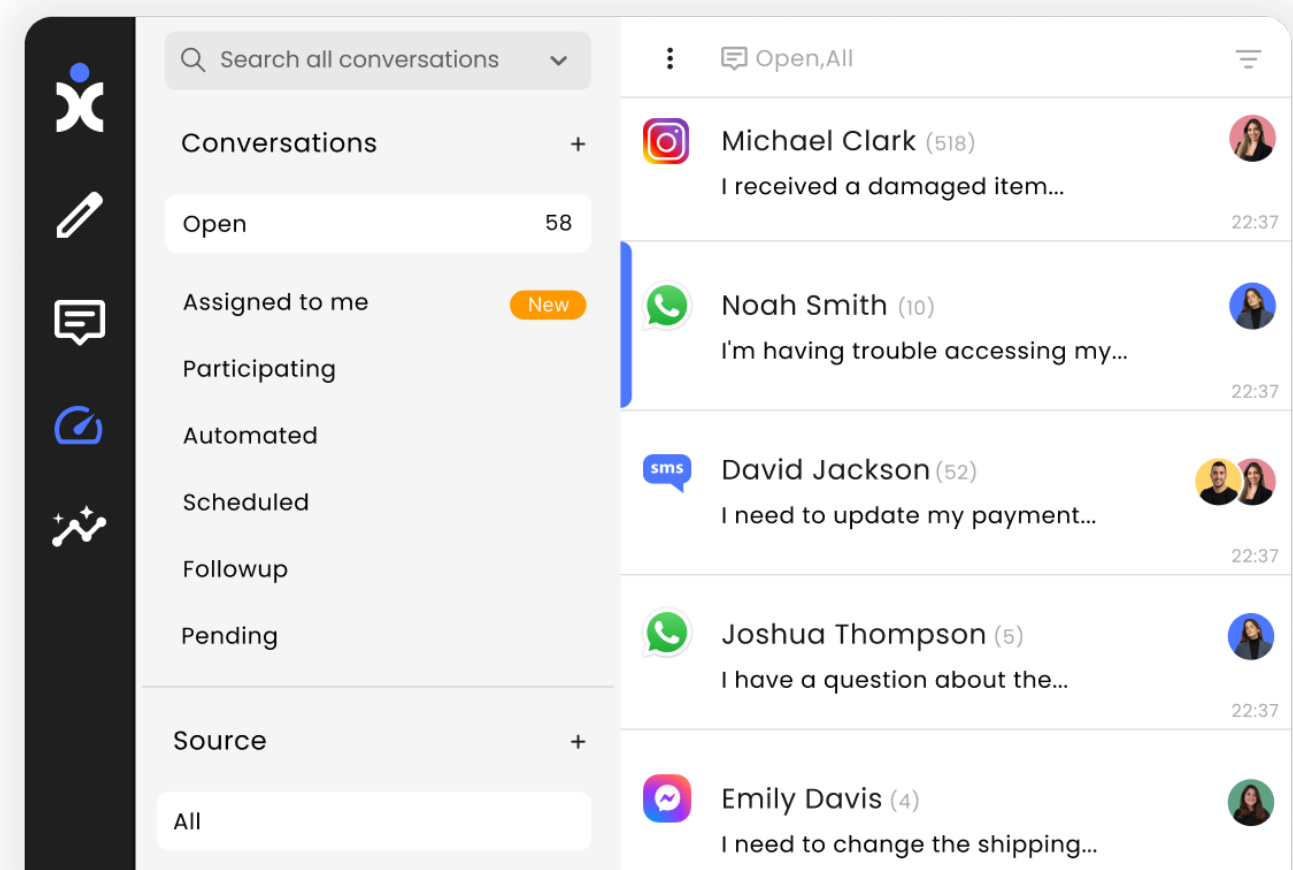 Search all conversations
Conversations +
Open 58
Assigned to me New
Participating
Automated
Scheduled
Followup
Pending
Source +
All
Open,All
Michael Clark (518)
I received a damaged item...
22:37
Noah Smith (10)
I'm having trouble accessing my...
22:37
sms
David Jackson (52)
I need to update my payment...
22:37
Joshua Thompson (5)
I have a question about the...
22:37
Emily Davis (4)
I need to change the shipping...